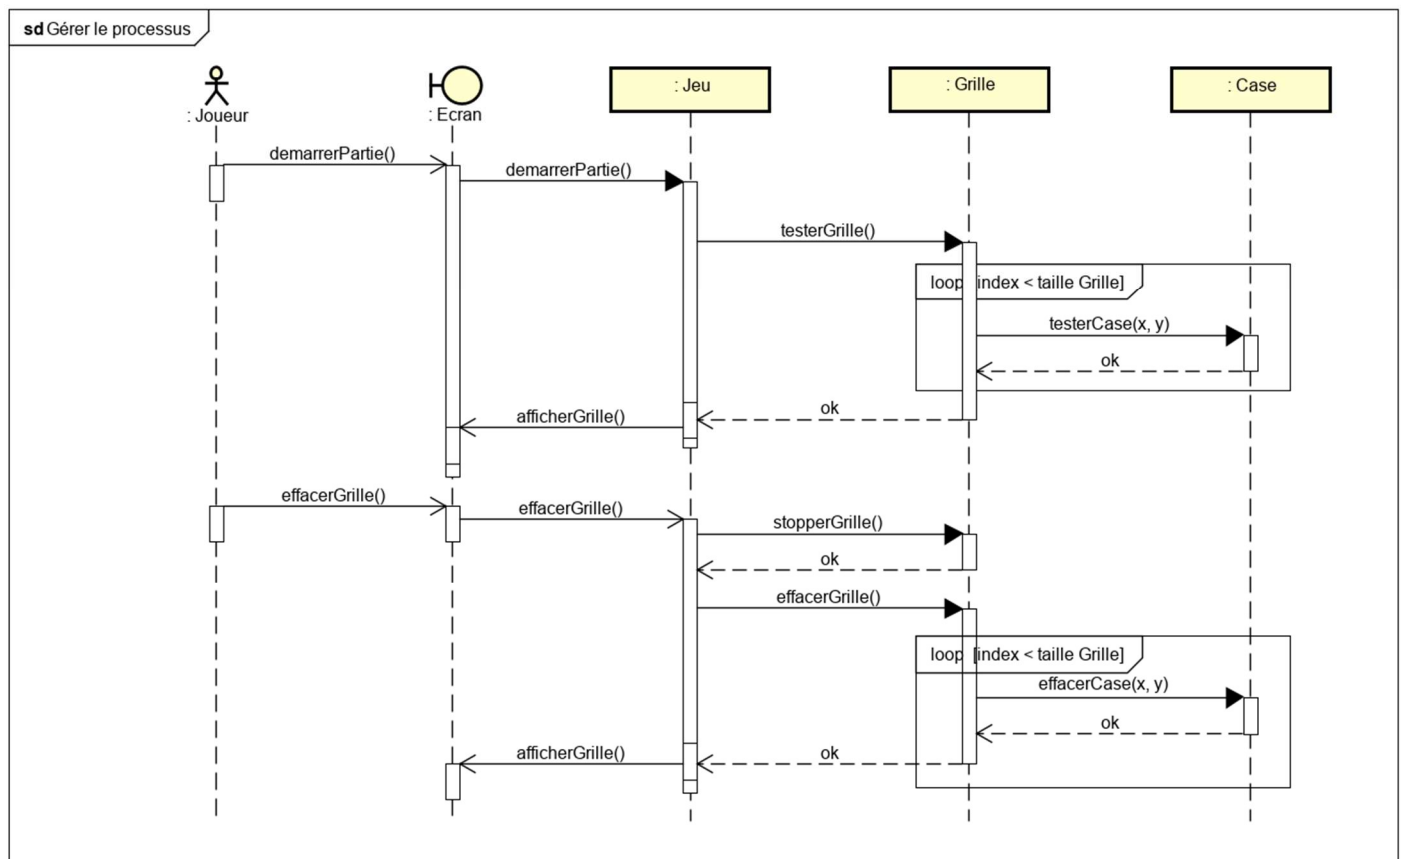 sd Gérer le processus
: Joueur
: Ecran
: Jeu
: Grille
: Case
demarrerPartie()
demarrerPartie()
testerGrille()
loop [index < taille Grille]
testerCase(x, y)
ok
ok
afficherGrille()
effacerGrille()
effacerGrille()
stopperGrille()
ok
effacerGrille()
loop [index < taille Grille]
effacerCase(x, y)
ok
ok
afficherGrille()